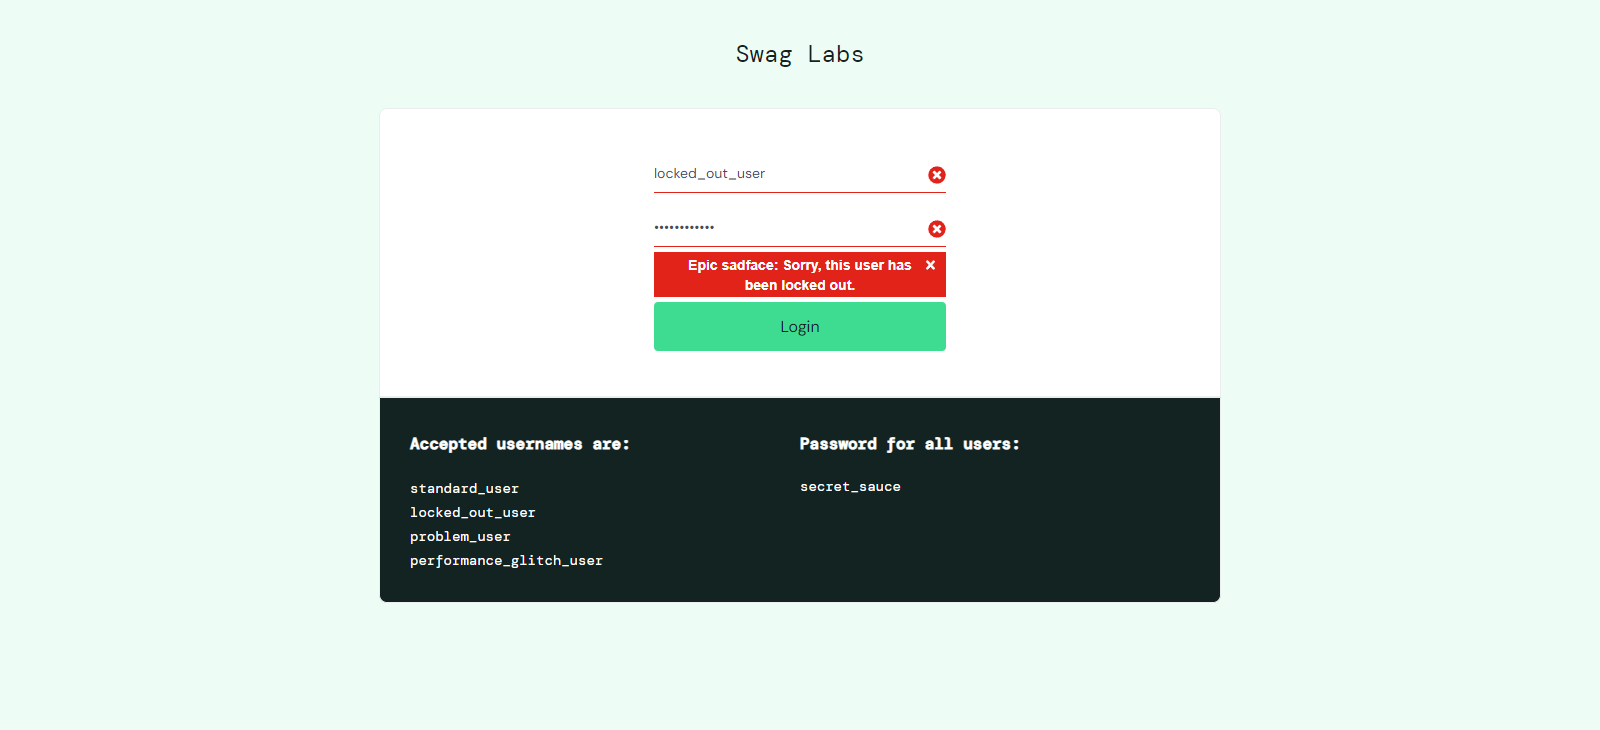 Swag Labs
locked_out_user
••••••••••••
Epic sadface: Sorry, this user has
been locked out.
Login
Accepted usernames are:
standard_user
locked_out_user
problem_user
performance_glitch_user
Password for all users:
secret_sauce